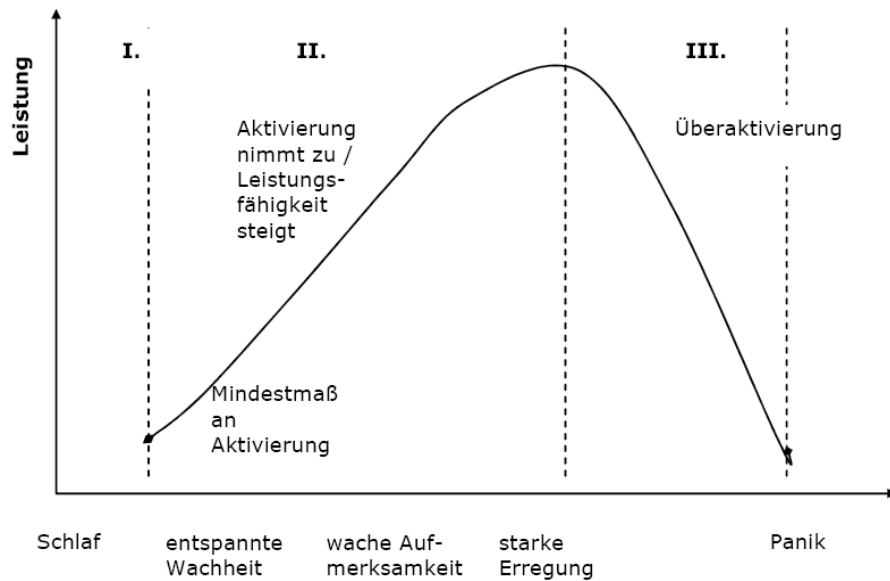 I.
II.
III.
Leistung
Aktivierung
nimmt zu /
Leistungs-
fähigkeit
steigt
Überaktivierung
Mindestmaß
an
Aktivierung
Schlaf
entspannte
Wachheit
wache Auf-
merksamkeit
starke
Erregung
Panik